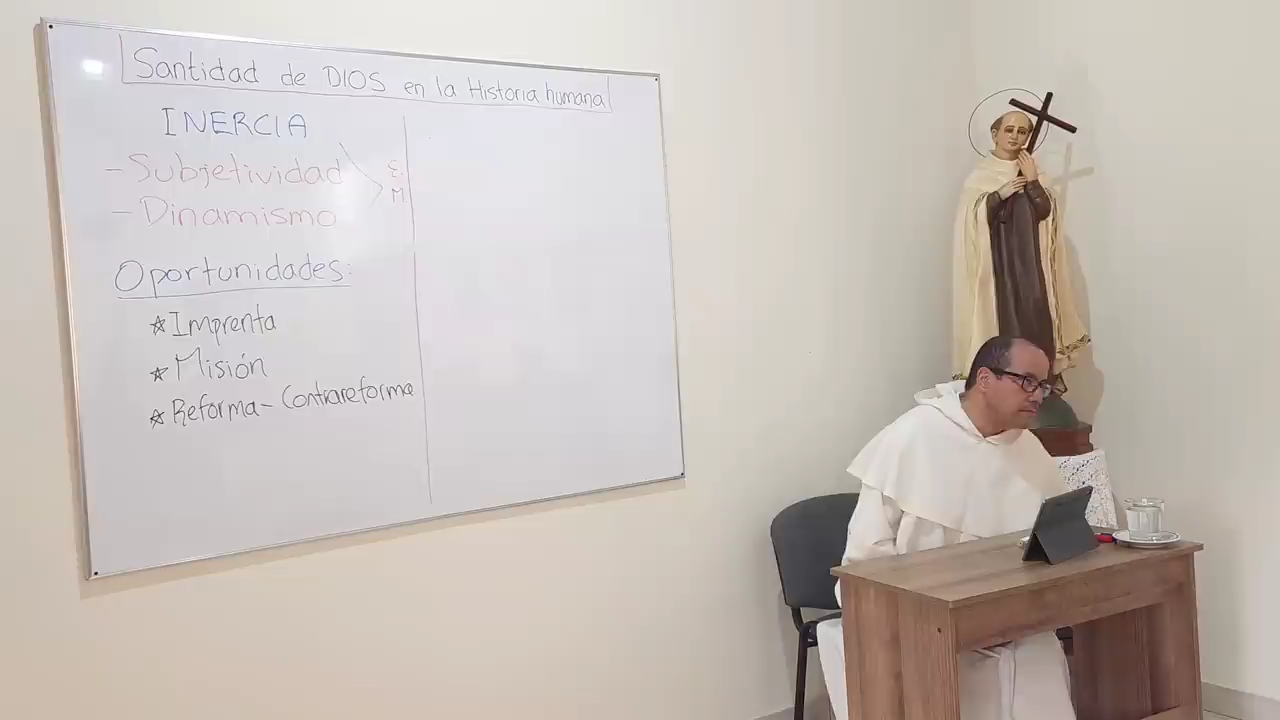 Santidad de DIOS en la Historia humana
INERCIA
- Subjetividad
- Dinamismo
E.
M.
Oportunidades:
☆ Imprenta
☆ Misión
☆ Reforma - Contrareforma